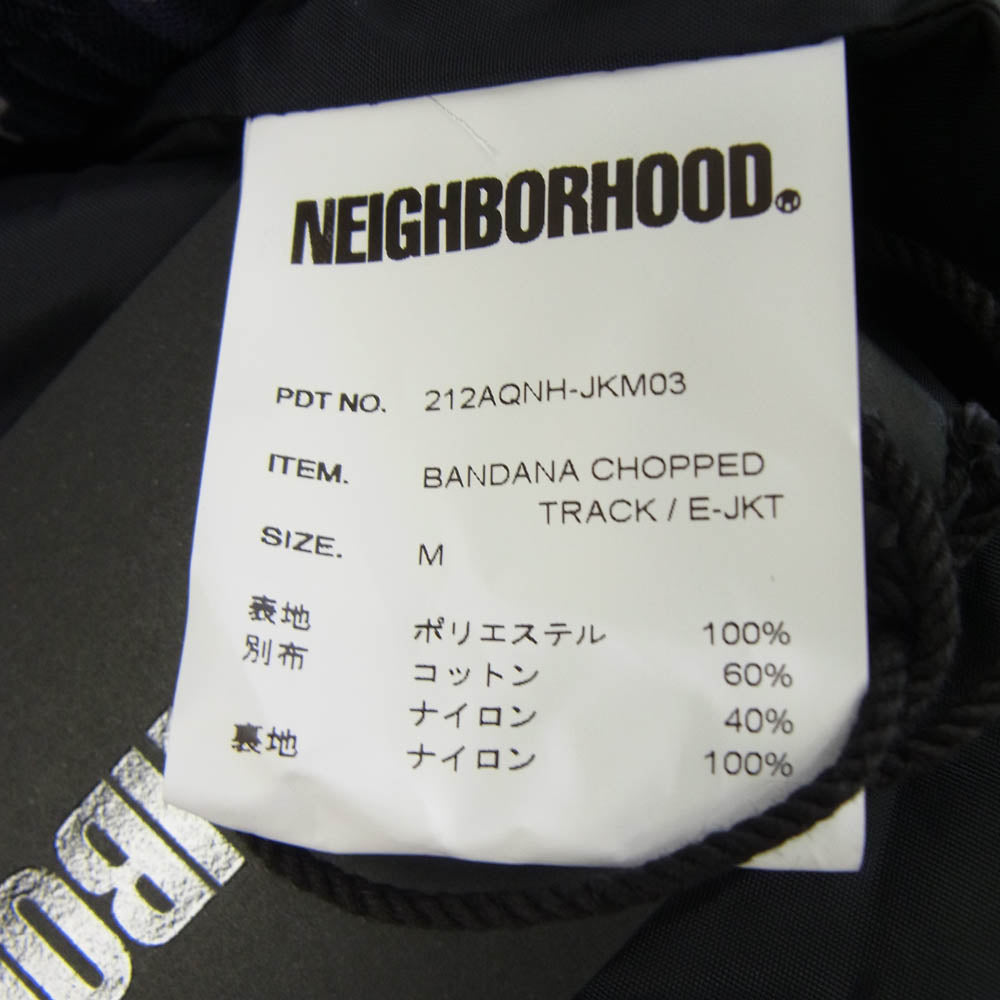 NEIGHBORHOOD®
PDT NO. 212AQNH-JKM03
ITEM. BANDANA CHOPPED
TRACK / E-JKT
SIZE. M
表地 ポリエステル 100%
別布 コットン 60%
ナイロン 40%
裏地 ナイロン 100%